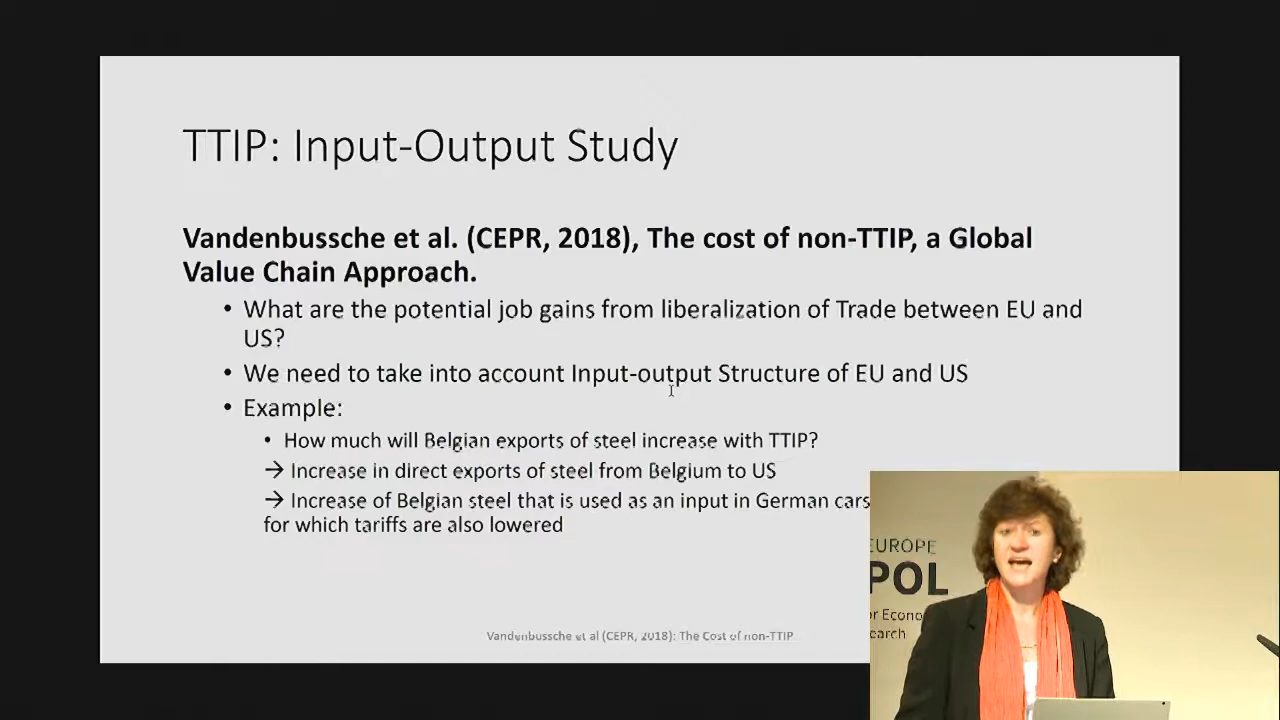 TTIP: Input-Output Study
Vandenbussche et al. (CEPR, 2018), The cost of non-TTIP, a Global
Value Chain Approach.
• What are the potential job gains from liberalization of Trade between EU and
US?
• We need to take into account Input-output Structure of EU and US
• Example:
• How much will Belgian exports of steel increase with TTIP?
→ Increase in direct exports of steel from Belgium to US
→ Increase of Belgian steel that is used as an input in German cars
for which tariffs are also lowered
Vandenbussche et al (CEPR, 2018): The Cost of non-TTIP
EUROPE
POL
or Econo
earch